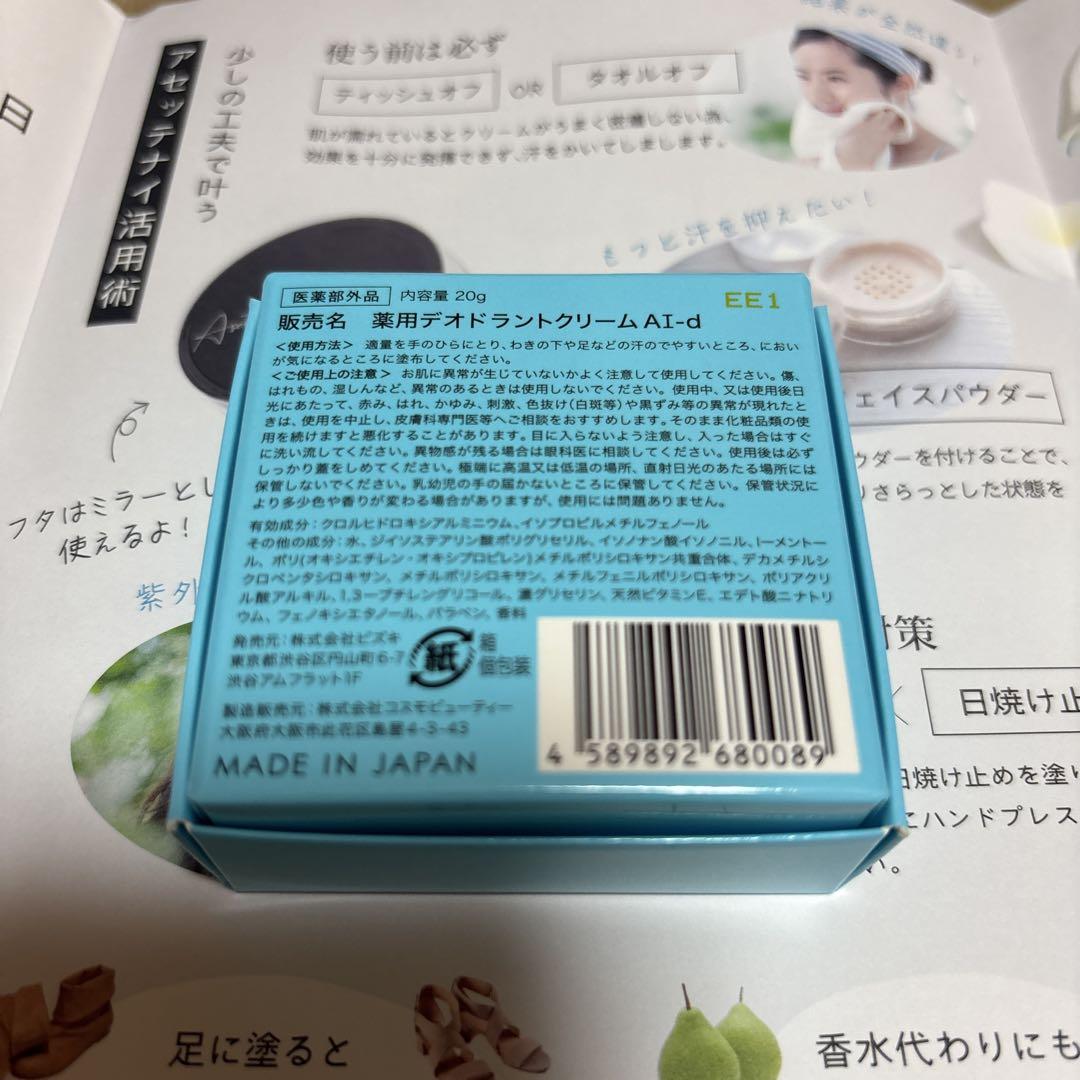 日
少しの工夫で叶う
アセッテナイ活用術
使う前は必ず
ティッシュオフ OR タオルオフ
肌が濡れているとクリームがうまく密着しない為、
効果を十分に発揮できず、汗をかいてしまします。
結果が全然違う!
もっと汗を抑えたい!
フェイスパウダー
ウダーを付けることで、
りさらっとした状態を
フタはミラーとし
使えるよ!
紫外
医薬部外品 内容量 20g
EE1
販売名 薬用デオドラントクリームAI-d
<使用方法> 適量を手のひらにとり、わきの下や足などの汗のでやすいところ、におい
が気になるところに塗布してください。
<ご使用上の注意> お肌に異常が生じていないかよく注意して使用してください。傷、
はれもの、湿しんなど、異常のあるときは使用しないでください。使用中、又は使用後日
光にあたって、赤み、はれ、かゆみ、刺激、色抜け(白斑等)や黒ずみ等の異常が現れたと
きは、使用を中止し、皮膚科専門医等へご相談をおすすめします。そのまま化粧品類の使
用を続けますと悪化することがあります。目に入らないよう注意し、入った場合はすぐ
に洗い流してください。異物感が残る場合は眼科医に相談してください。使用後は必ず
しっかり蓋をしめてください。極端に高温又は低温の場所、直射日光のあたる場所には
保管しないでください。乳幼児の手の届かないところに保管してください。保管状況に
より多少色や香りが変わる場合がありますが、使用には問題ありません。
有効成分:クロルヒドロキシアルミニウム、イソプロピルメチルフェノール
その他の成分:水、ジイソステアリン酸ポリグリセリル、イソノナン酸イソノニル、l-メントー
ル、ポリ(オキシエチレン・オキシプロピレン)メチルポリシロキサン共重合体、デカメチルシ
クロペンタシロキサン、メチルポリシロキサン、メチルフェニルポリシロキサン、ポリアクリ
ル酸アルキル、1,3-ブチレングリコール、濃グリセリン、天然ビタミンE、エデト酸二ナトリ
ウム、フェノキシエタノール、パラベン、香料
発売元:株式会社ビズキ
東京都渋谷区円山町6-7
渋谷アムフラット1F
紙
箱
個包装
製造販売元:株式会社コスモビューティー
大阪府大阪市此花区島屋4-3-43
MADE IN JAPAN
4 589892 680089
対策
日焼け止
日焼け止めを塗り
にハンドプレス
い。
足に塗ると
香水代わりにも